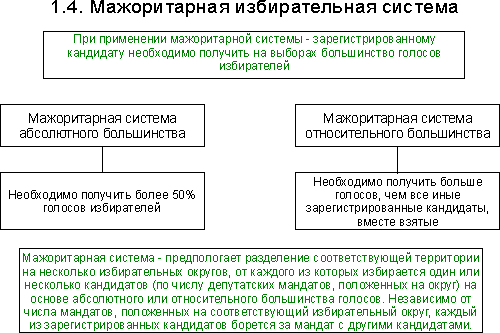 1.4. Мажоритарная избирательная система
При применении мажоритарной системы - зарегистрированному
кандидату необходимо получить на выборах большинство голосов
избирателей
Мажоритарная система
абсолютного большинства
Мажоритарная система
относительного большинства
Необходимо получить более 50%
голосов избирателей
Необходимо получить больше
голосов, чем все иные
зарегистрированные кандидаты,
вместе взятые
Мажоритарная система - предпологает разделение соответствующей территории
на несколько избирательных округов, от каждого из которых избирается один или
несколько кандидатов (по числу депутатских мандатов, положенных на округ) на
основе абсолютного или относительного большинства голосов. Независимо от
числа мандатов, положенных на соответствующий избирательный округ, каждый
из зарегистрированных кандидатов борется за мандат с другими кандидатами.